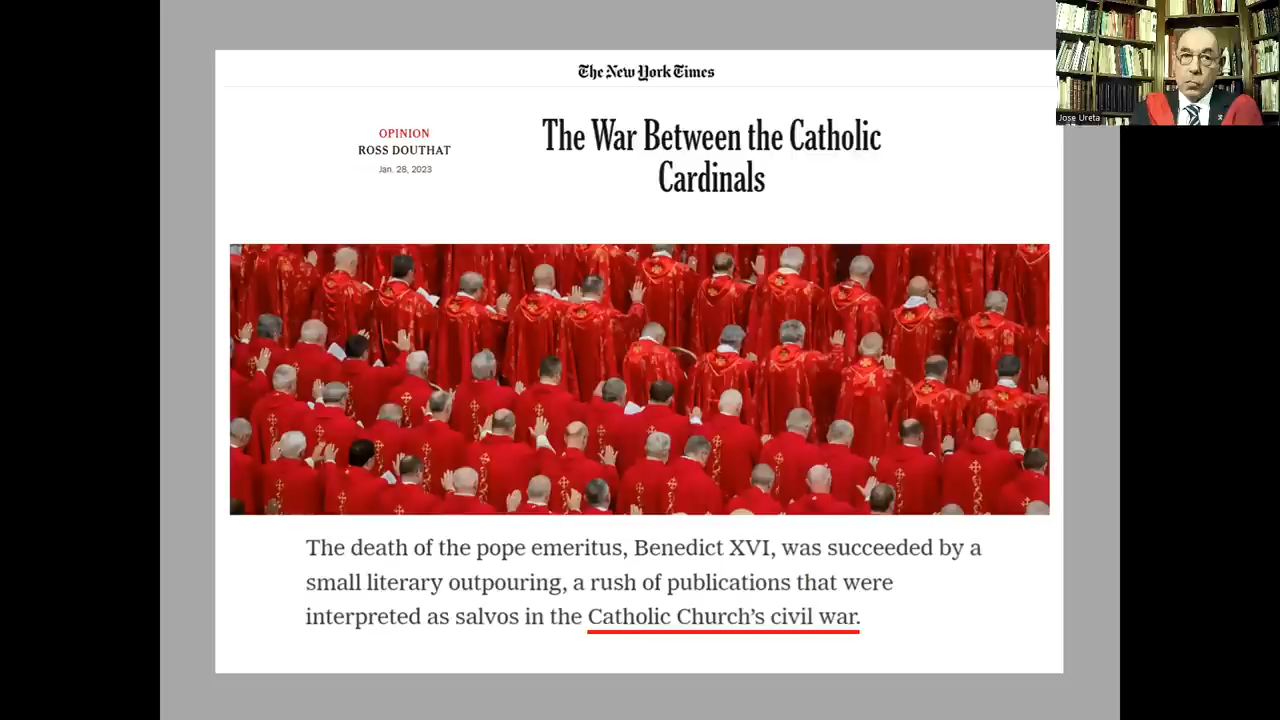 The New York Times
OPINION
ROSS DOUTHAT
Jan. 28, 2023
The War Between the Catholic
Cardinals
The death of the pope emeritus, Benedict XVI, was succeeded by a
small literary outpouring, a rush of publications that were
interpreted as salvos in the Catholic Church's civil war.
Jose Ureta